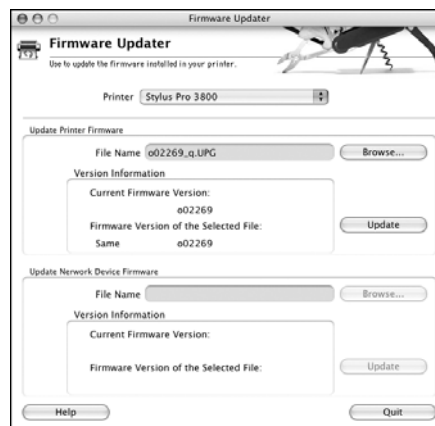 Firmware Updater
Firmware Updater
Use to update the firmware installed in your printer.
Printer Stylus Pro 3800
Update Printer Firmware
File Name o02269_q.UPG Browse...
Version Information
Current Firmware Version:
o02269
Firmware Version of the Selected File:
Update
Same o02269
Update Nerwork Device Firmware
File Name Browse...
Version Information
Current Firmware Version:
Firmware Version of the Selected File:
Update
Help Quit